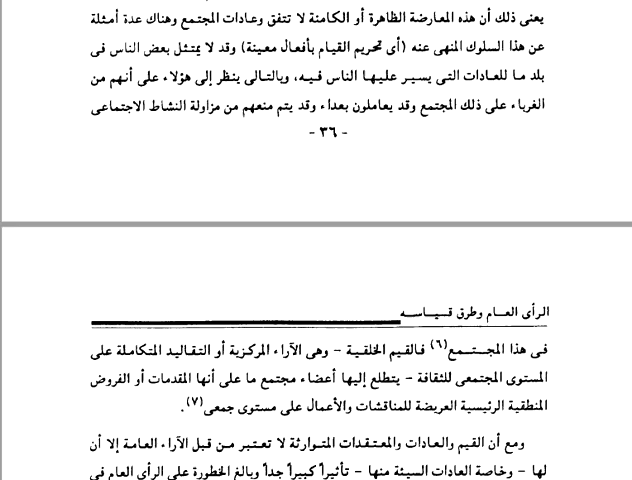 يعنى ذلك أن هذه المعارضة الظاهرة أو الكامنة لا تتفق وعادات المجتمع وهناك عدة أمثلة
عن هذا السلوك المنهى عنه (أى تحريم القيام بأفعال معينة) وقد لا يمتثل بعض الناس فى
بلد ما للعادات التى يسير عليها الناس فيه، وبالتالى ينظر إلى هؤلاء على أنهم من
الغرباء على ذلك المجتمع وقد يعاملون بعداء وقد يتم منعهم من مزاولة النشاط الاجتماعى
- ٣٦ -
الرأى العام وطرق قياسه
فى هذا المجتمع(٦) فالقيم الخلقية - وهى الآراء المركزية أو التقاليد المتكاملة على
المستوى المجتمعى للثقافة - يتطلع إليها أعضاء مجتمع ما على أنها المقدمات أو الفروض
المنطقية الرئيسية العريضة للمناقشات والأعمال على مستوى جمعى(٧).
ومع أن القيم والعادات والمعتقدات المتوارثة لا تعتبر من قبل الآراء العامة إلا أن
لها - وخاصة العادات السيئة منها - تأثيراً كبيراً جداً وبالغ الخطورة على الرأى العام فى